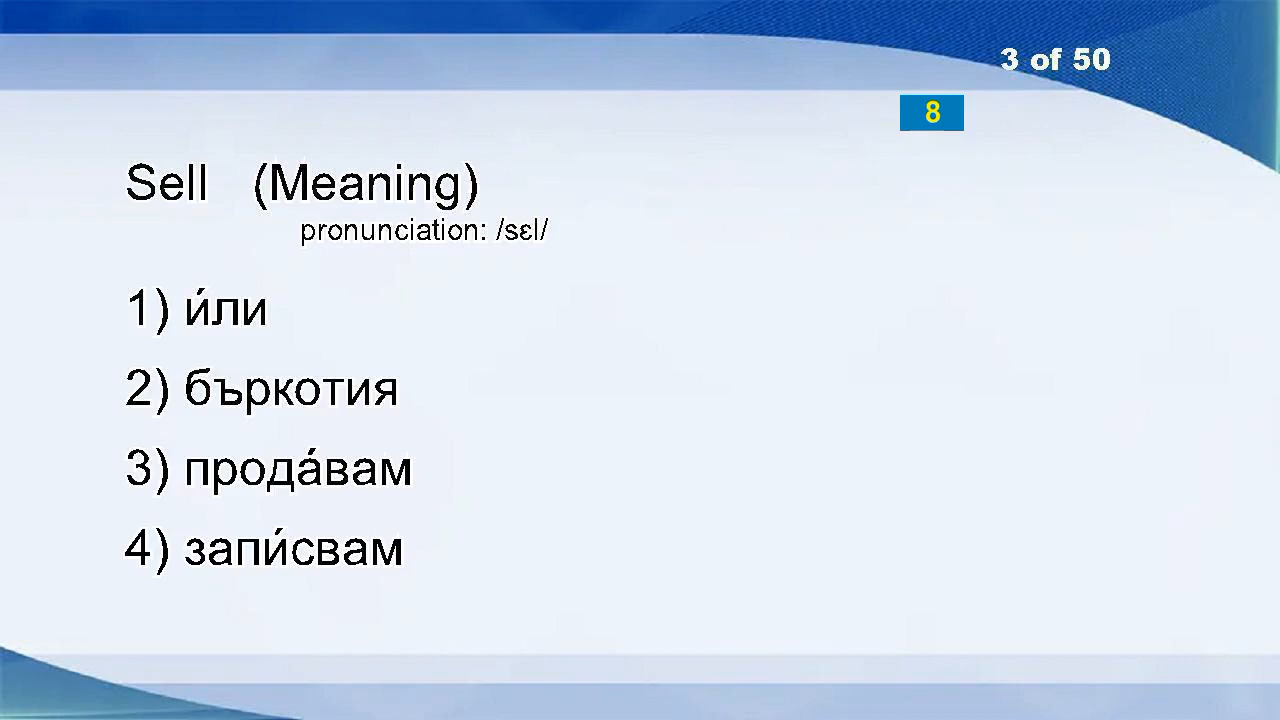 3 of 50
8
Sell (Meaning)
pronunciation: /sɛl/
1) и́ли
2) бъркотия
3) прода́вам
4) запи́свам